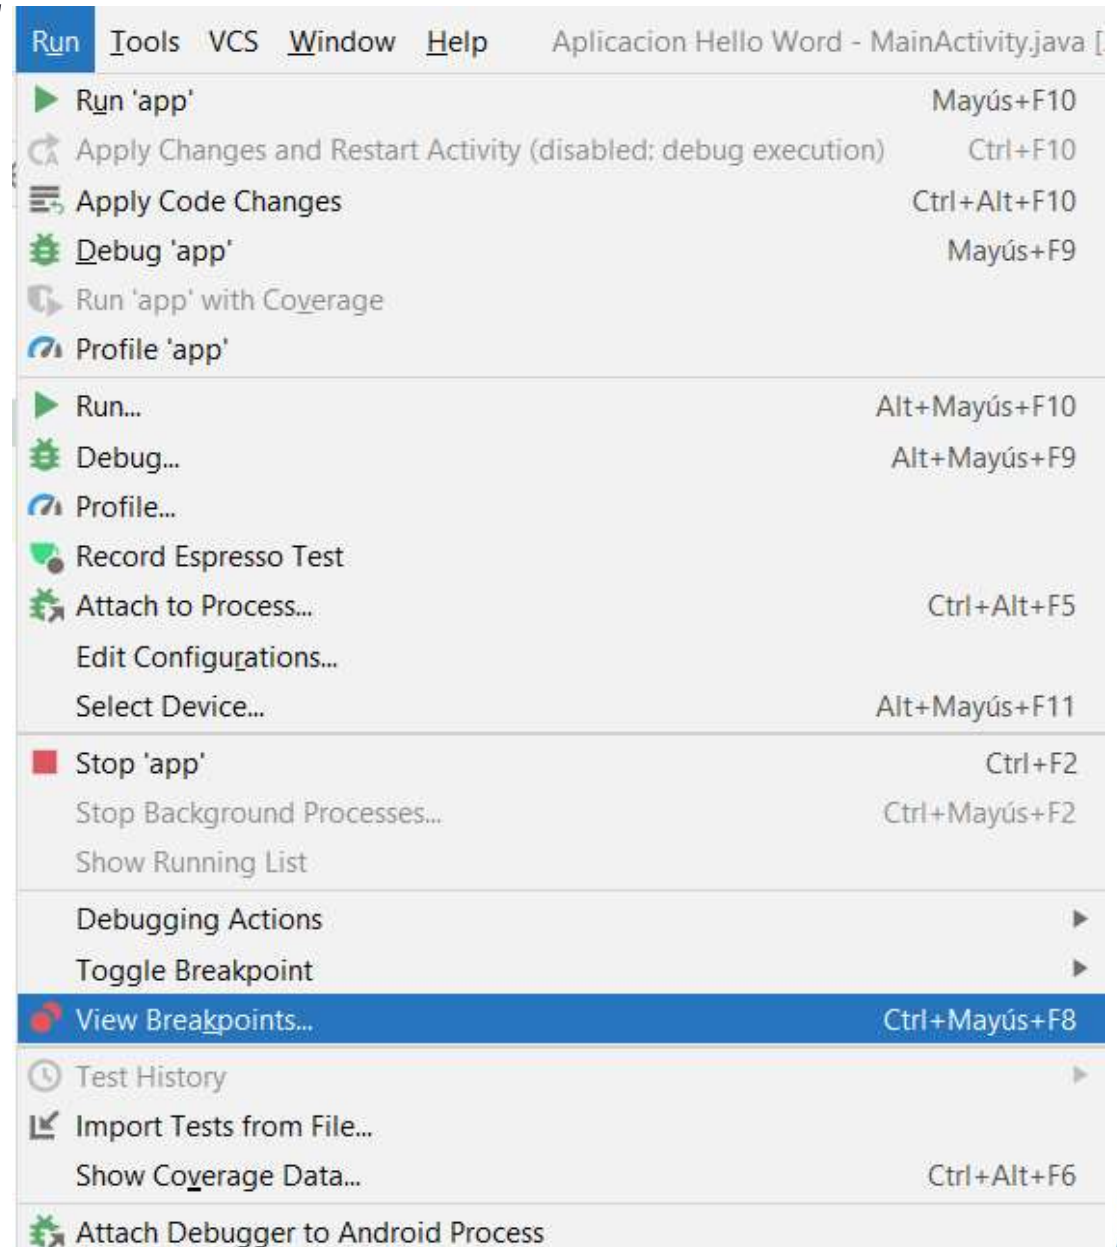 Run Tools VCS Window Help Aplicacion Hello Word - MainActivity.java [
Run 'app' Mayús+F10
Apply Changes and Restart Activity (disabled: debug execution) Ctrl+F10
Apply Code Changes Ctrl+Alt+F10
Debug 'app' Mayús+F9
Run 'app' with Coverage
Profile 'app'
Run... Alt+Mayús+F10
Debug... Alt+Mayús+F9
Profile...
Record Espresso Test
Attach to Process... Ctrl+Alt+F5
Edit Configurations...
Select Device... Alt+Mayús+F11
Stop 'app' Ctrl+F2
Stop Background Processes... Ctrl+Mayús+F2
Show Running List
Debugging Actions
Toggle Breakpoint
View Breakpoints... Ctrl+Mayús+F8
Test History
Import Tests from File...
Show Coverage Data... Ctrl+Alt+F6
Attach Debugger to Android Process